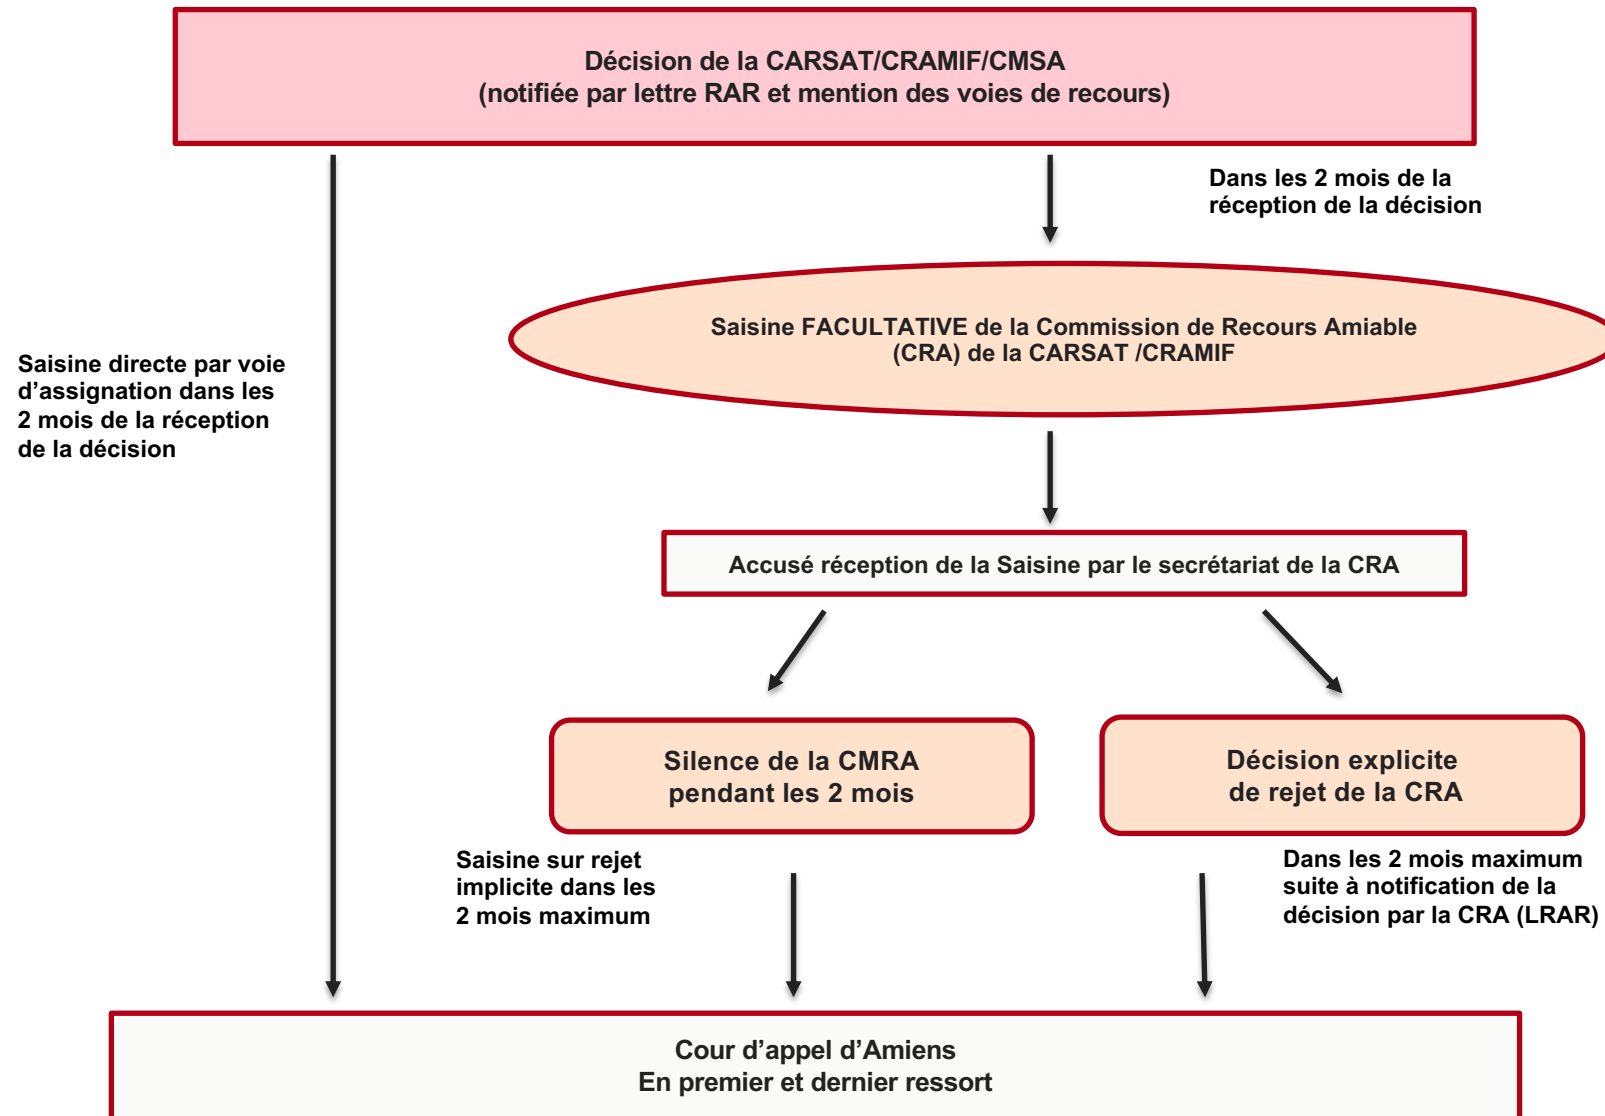 Décision de la CARSAT/CRAMIF/CMSA
(notifiée par lettre RAR et mention des voies de recours)
Dans les 2 mois de la
réception de la décision
Saisine FACULTATIVE de la Commission de Recours Amiable
(CRA) de la CARSAT /CRAMIF
Saisine directe par voie
d’assignation dans les
2 mois de la réception
de la décision
Accusé réception de la Saisine par le secrétariat de la CRA
Silence de la CMRA
pendant les 2 mois
Décision explicite
de rejet de la CRA
Saisine sur rejet
implicite dans les
2 mois maximum
Dans les 2 mois maximum
suite à notification de la
décision par la CRA (LRAR)
Cour d’appel d’Amiens
En premier et dernier ressort